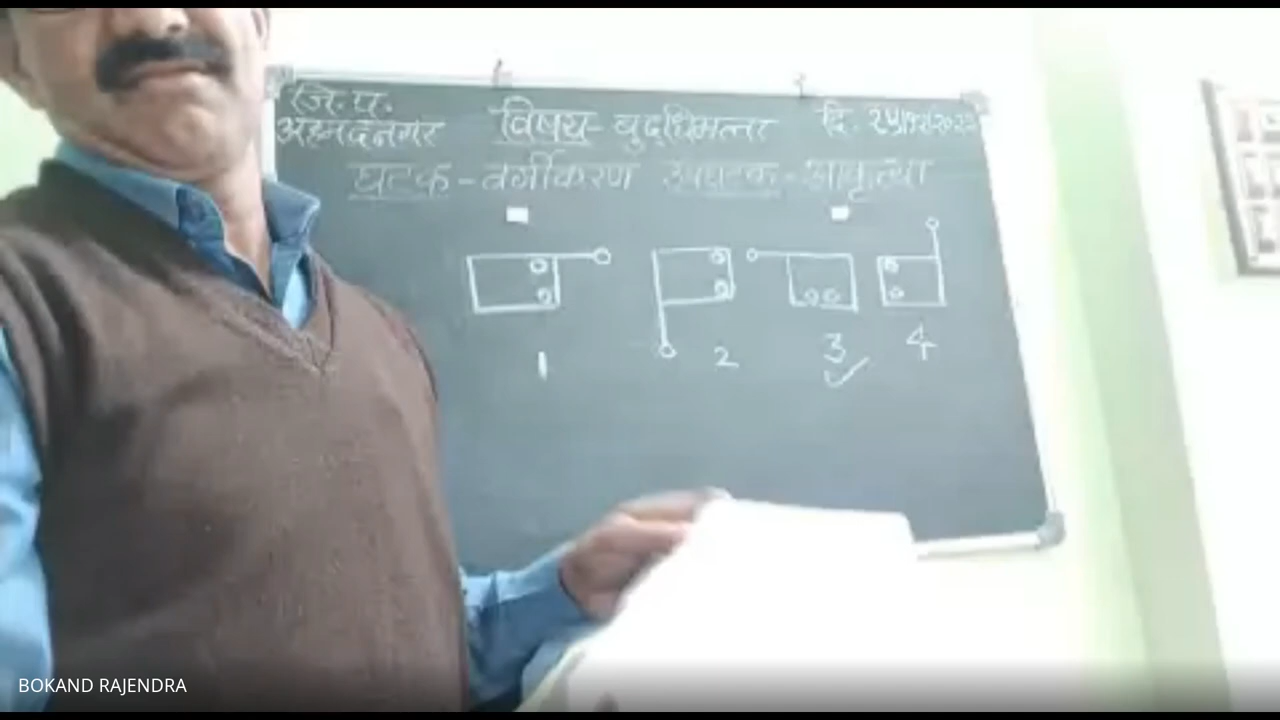 जि.प.
अहमदनगर
विषय- बुद्धिमत्ता
घटक - वर्गीकरण उपघटक - आकृत्या
1 2 3 4
BOKAND RAJENDRA